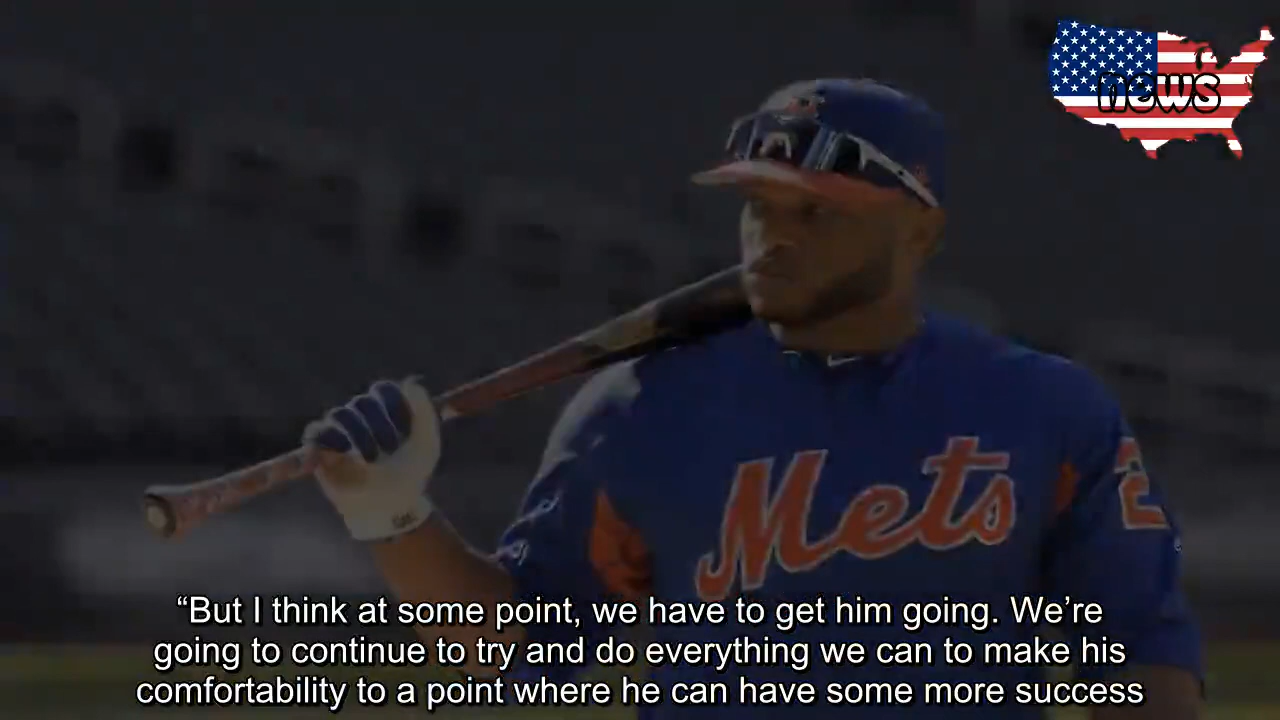 news
Mets
2
“But I think at some point, we have to get him going. We’re
going to continue to try and do everything we can to make his
comfortability to a point where he can have some more success